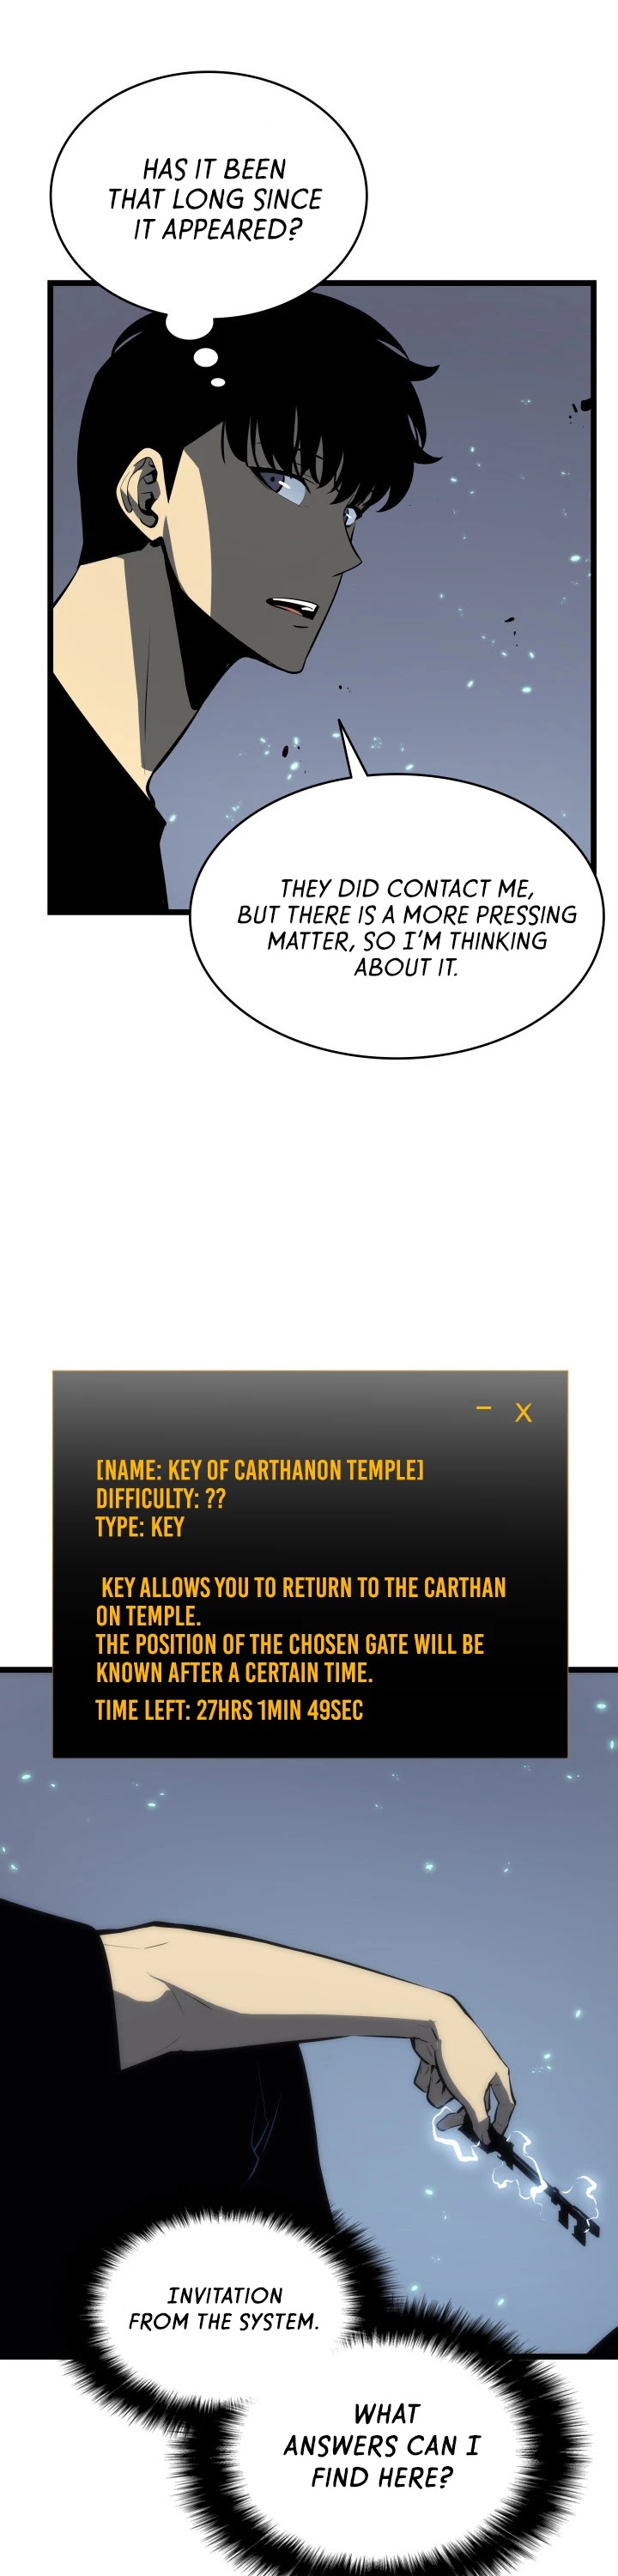 HAS IT BEEN
THAT LONG SINCE
IT APPEARED?
THEY DID CONTACT ME,
BUT THERE IS A MORE PRESSING
MATTER, SO I'M THINKING
ABOUT IT.
– X
[NAME: KEY OF CARTHANON TEMPLE]
DIFFICULTY: ??
TYPE: KEY
KEY ALLOWS YOU TO RETURN TO THE CARTHAN
ON TEMPLE.
THE POSITION OF THE CHOSEN GATE WILL BE
KNOWN AFTER A CERTAIN TIME.
TIME LEFT: 27HRS 1MIN 49SEC
INVITATION
FROM THE SYSTEM.
WHAT
ANSWERS CAN I
FIND HERE?